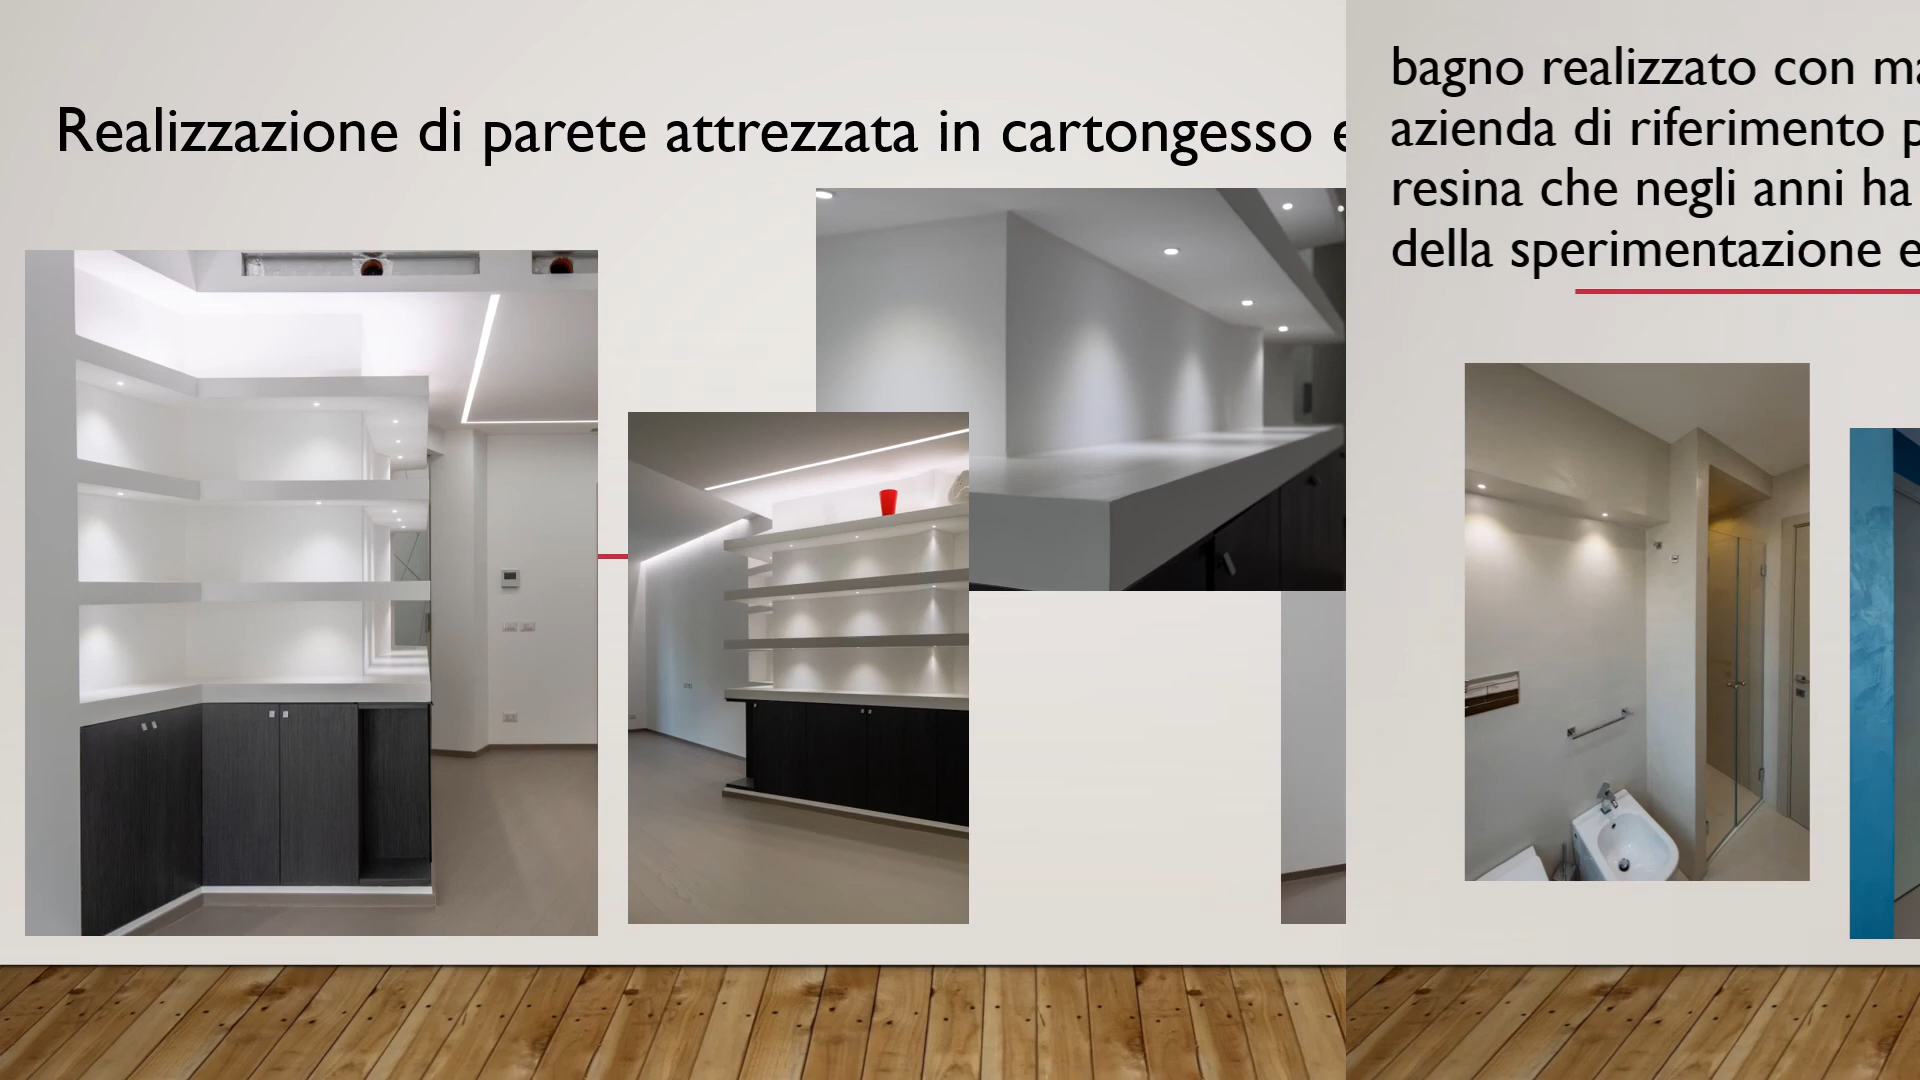 Realizzazione di parete attrezzata in cartongesso e
bagno realizzato con
azienda di riferimento
resina che negli anni ha
della sperimentazione e